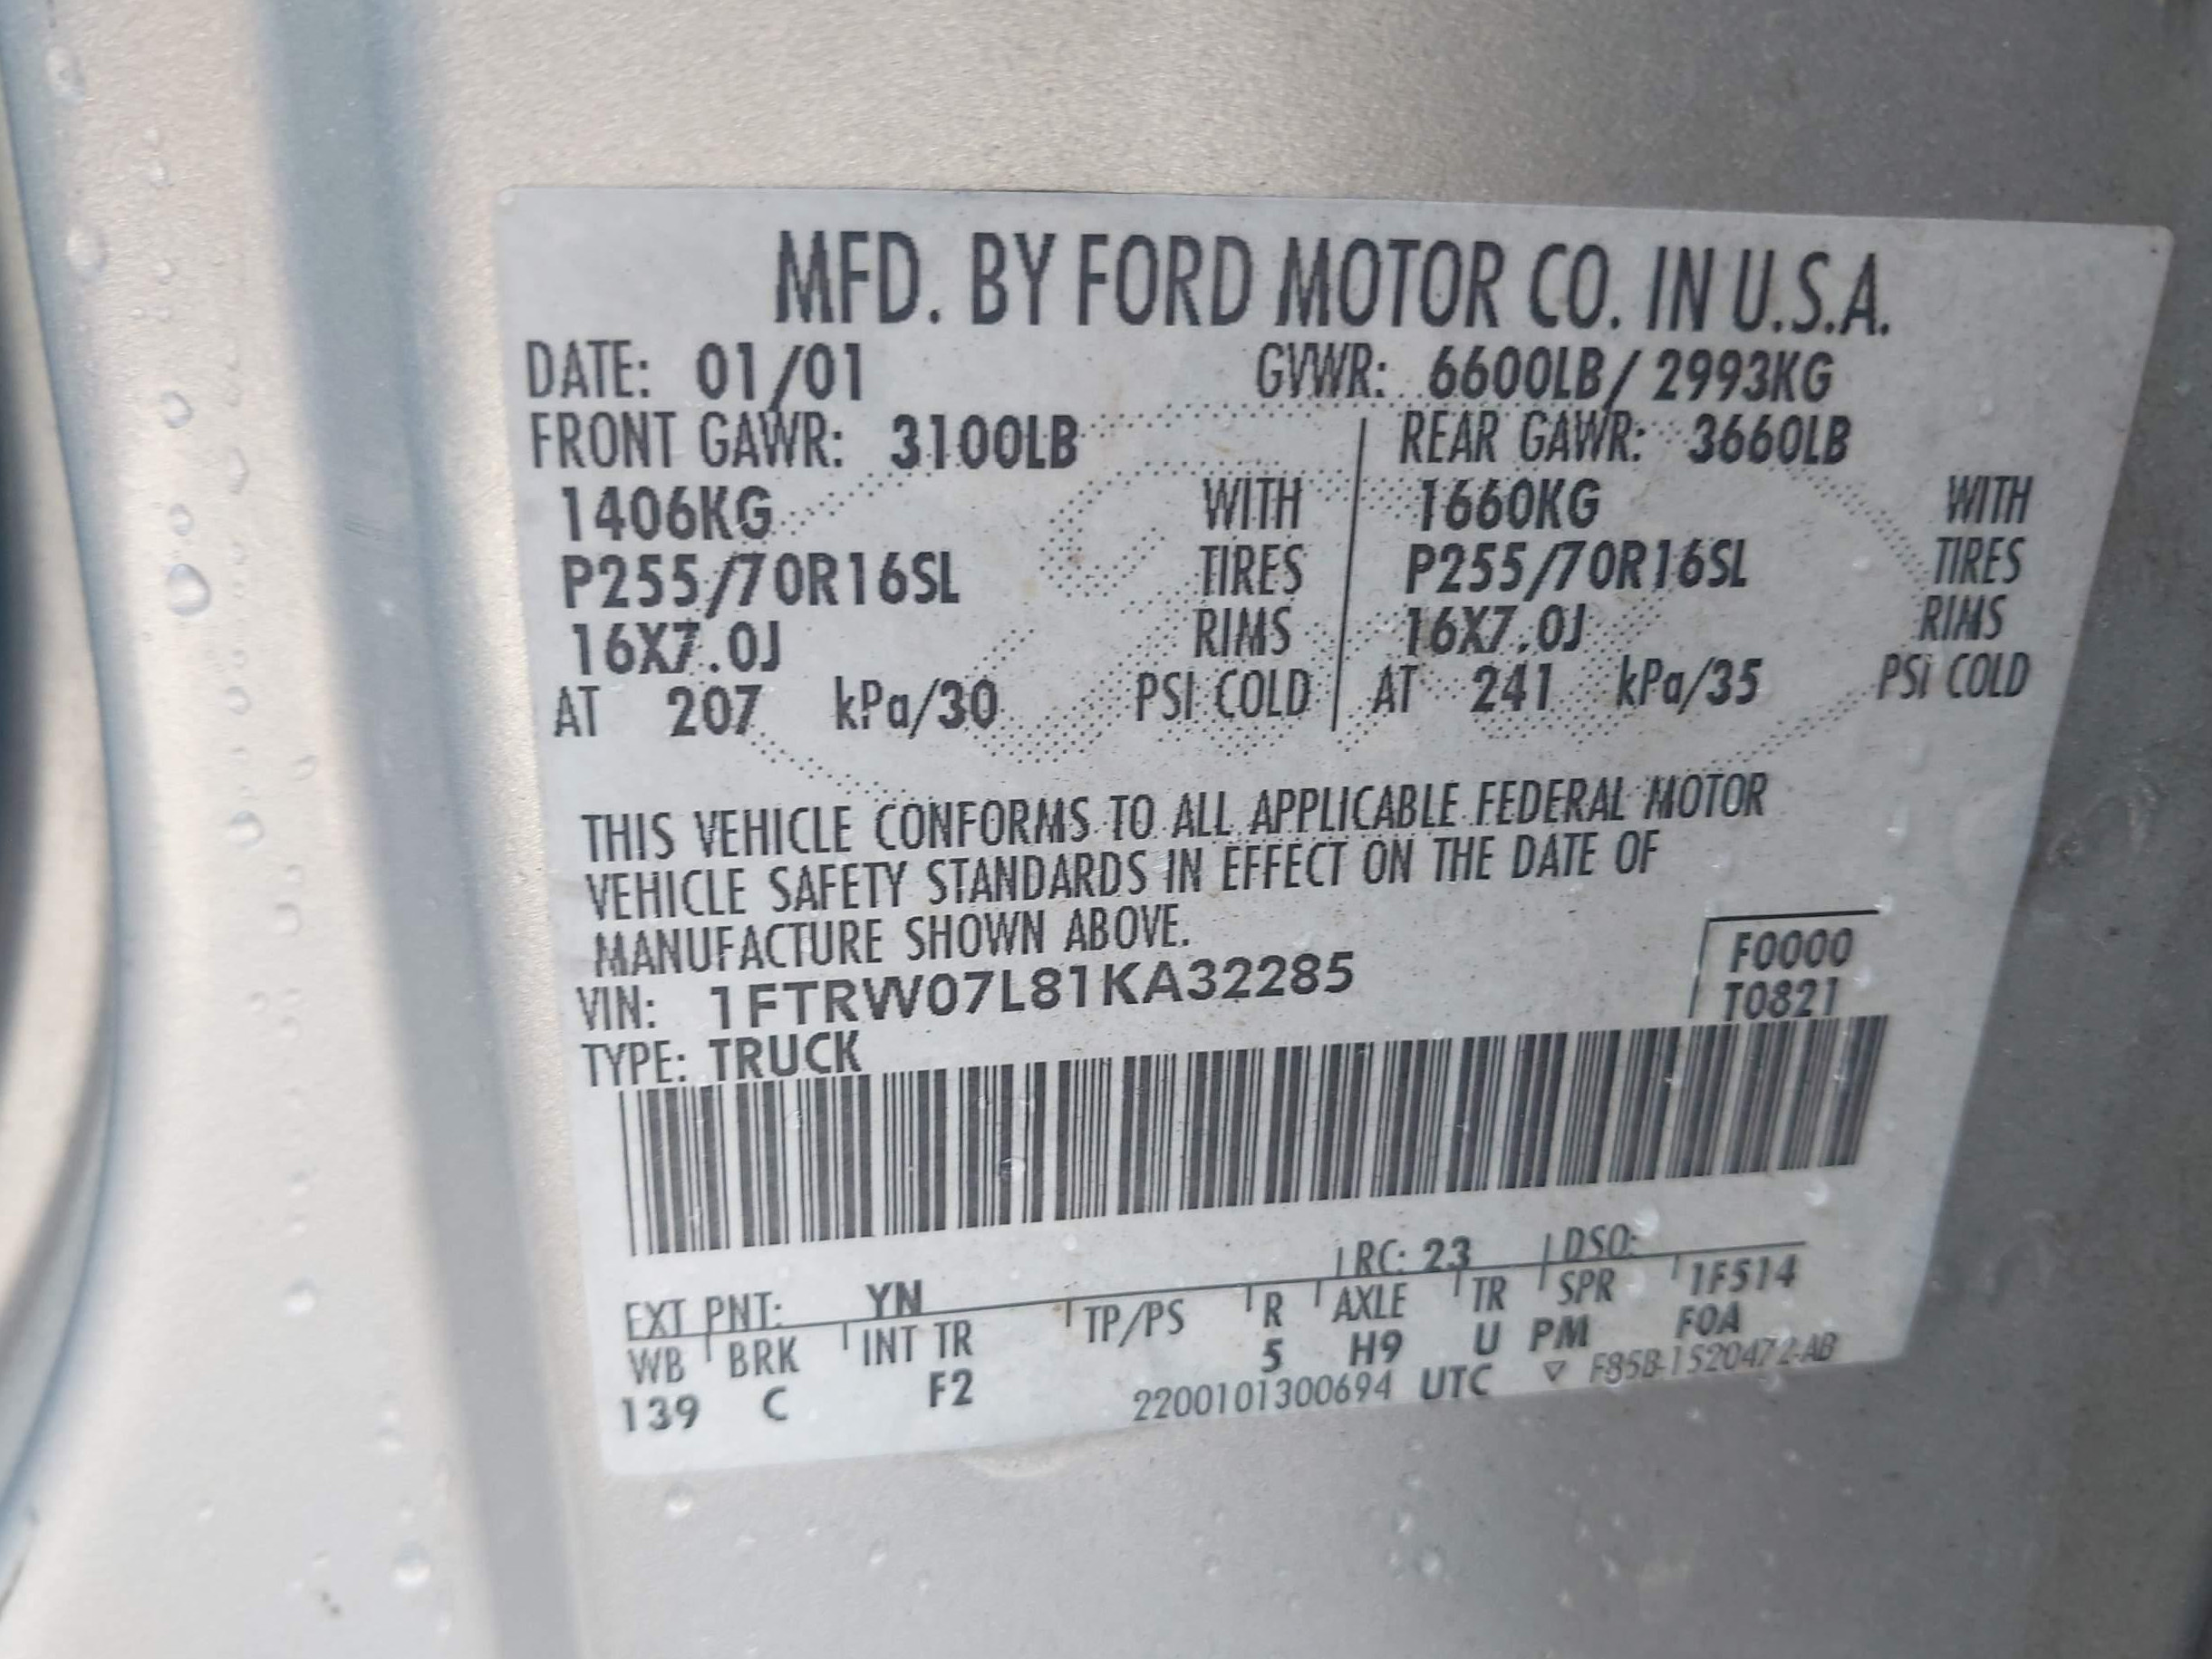 MFD. BY FORD MOTOR CO. IN U.S.A.
DATE: 01/01 GVWR: 6600LB/ 2993KG
FRONT GAWR: 3100LB REAR GAWR: 3660LB
1406KG WITH 1660KG WITH
P255/70R16SL TIRES P255/70R16SL TIRES
16X7.0J RIMS 16X7.0J RIMS
AT 207 kPa/30 PSI COLD AT 241 kPa/35 PSI COLD
THIS VEHICLE CONFORMS TO ALL APPLICABLE FEDERAL MOTOR
VEHICLE SAFETY STANDARDS IN EFFECT ON THE DATE OF
MANUFACTURE SHOWN ABOVE.
F0000
VIN: 1FTRW07L81KA32285
T0821
TYPE: TRUCK
EXT PNT: YN RC: 23 DSO:
WB BRK INT TR TP/PS R AXLE TR SPR 1F514
139 C F2 5 H9 U PM F0A
2200101300694 UTC ▽ F85B-1520472-AB